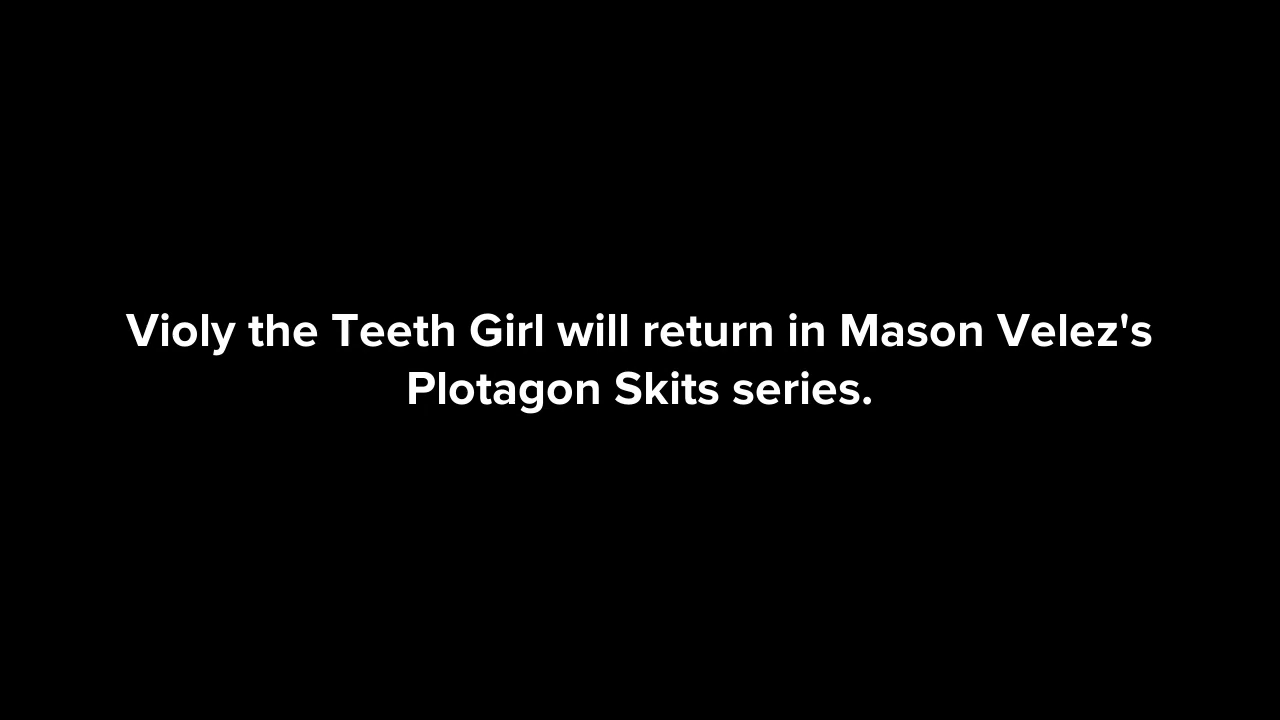 Violy the Teeth Girl will return in Mason Velez's
Plotagon Skits series.